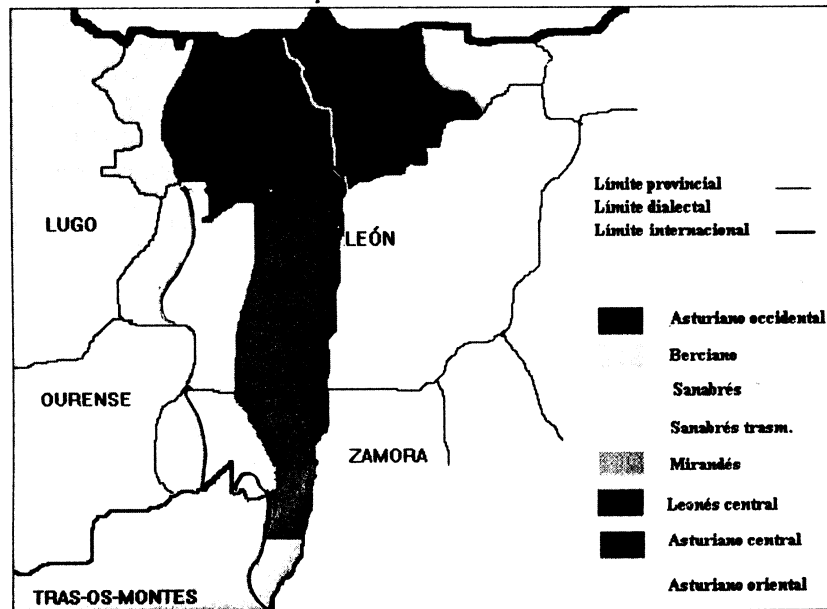 Límite provincial
Límite dialectal
Límite internacional
LUGO
LEÓN
Asturiano occidental
Berciano
Sanabrés
OURENSE
Sanabrés trasm.
ZAMORA
Mirandés
Leonés central
Asturiano central
Asturiano oriental
TRAS-OS-MONTES